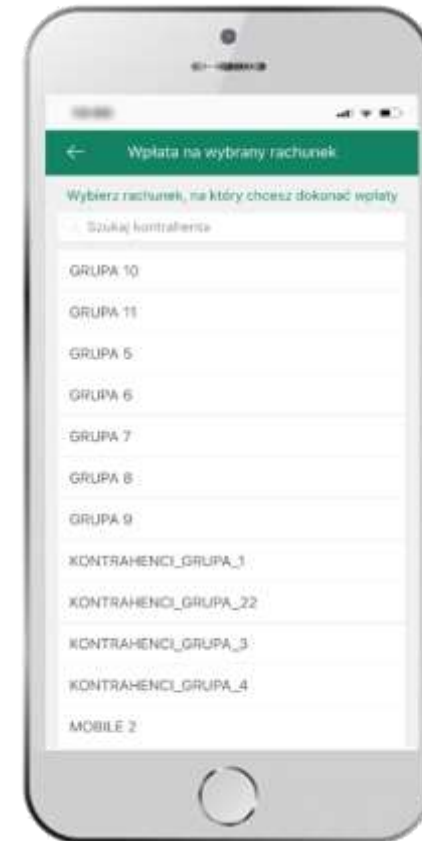 Wpłata na wybrany rachunek
Wybierz rachunek, na który chcesz dokonać wpłaty
Szukaj kontrahenta
GRUPA 10
GRUPA 11
GRUPA 5
GRUPA 6
GRUPA 7
GRUPA 8
GRUPA 9
KONTRAHENCI_GRUPA_1
KONTRAHENCI_GRUPA_22
KONTRAHENCI_GRUPA_3
KONTRAHENCI_GRUPA_4
MOBILE 2